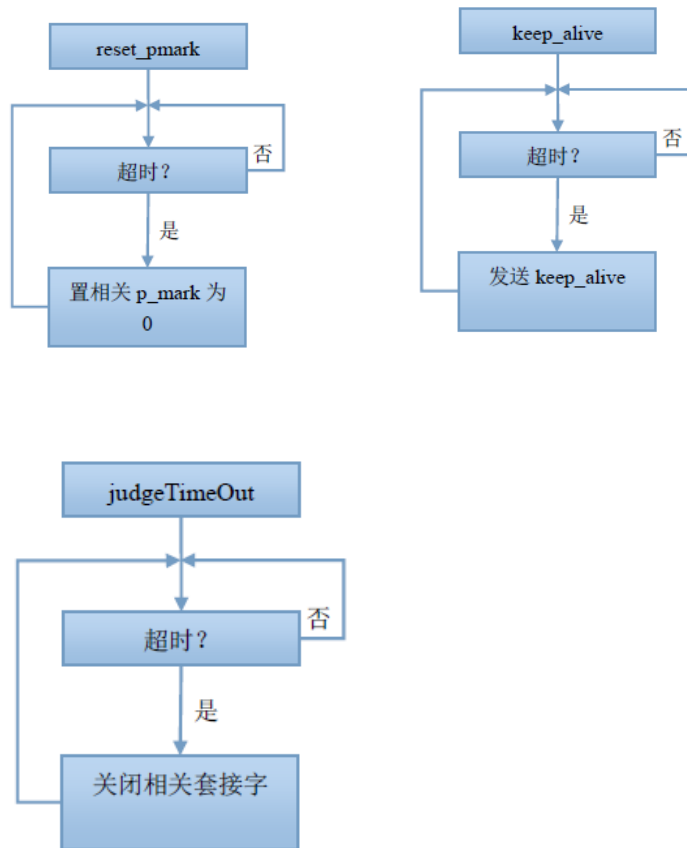 reset_pmark
超时？
否
是
置相关 p_mark 为
0
keep_alive
超时？
否
是
发送 keep_alive
judgeTimeOut
超时？
否
是
关闭相关套接字